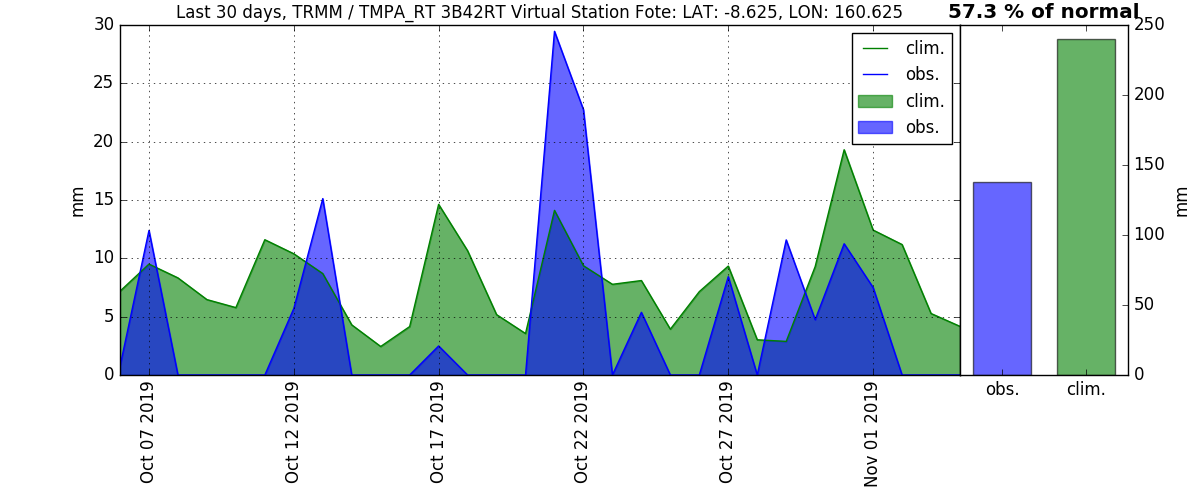 Last 30 days, TRMM / TMPA_RT 3B42RT Virtual Station Fote: LAT: -8.625, LON: 160.625
57.3 % of normal
30
25
20
15
10
5
0
mm
clim.
obs.
clim.
obs.
250
200
150
100
50
0
mm
obs.
clim.
Oct 07 2019
Oct 12 2019
Oct 17 2019
Oct 22 2019
Oct 27 2019
Nov 01 2019